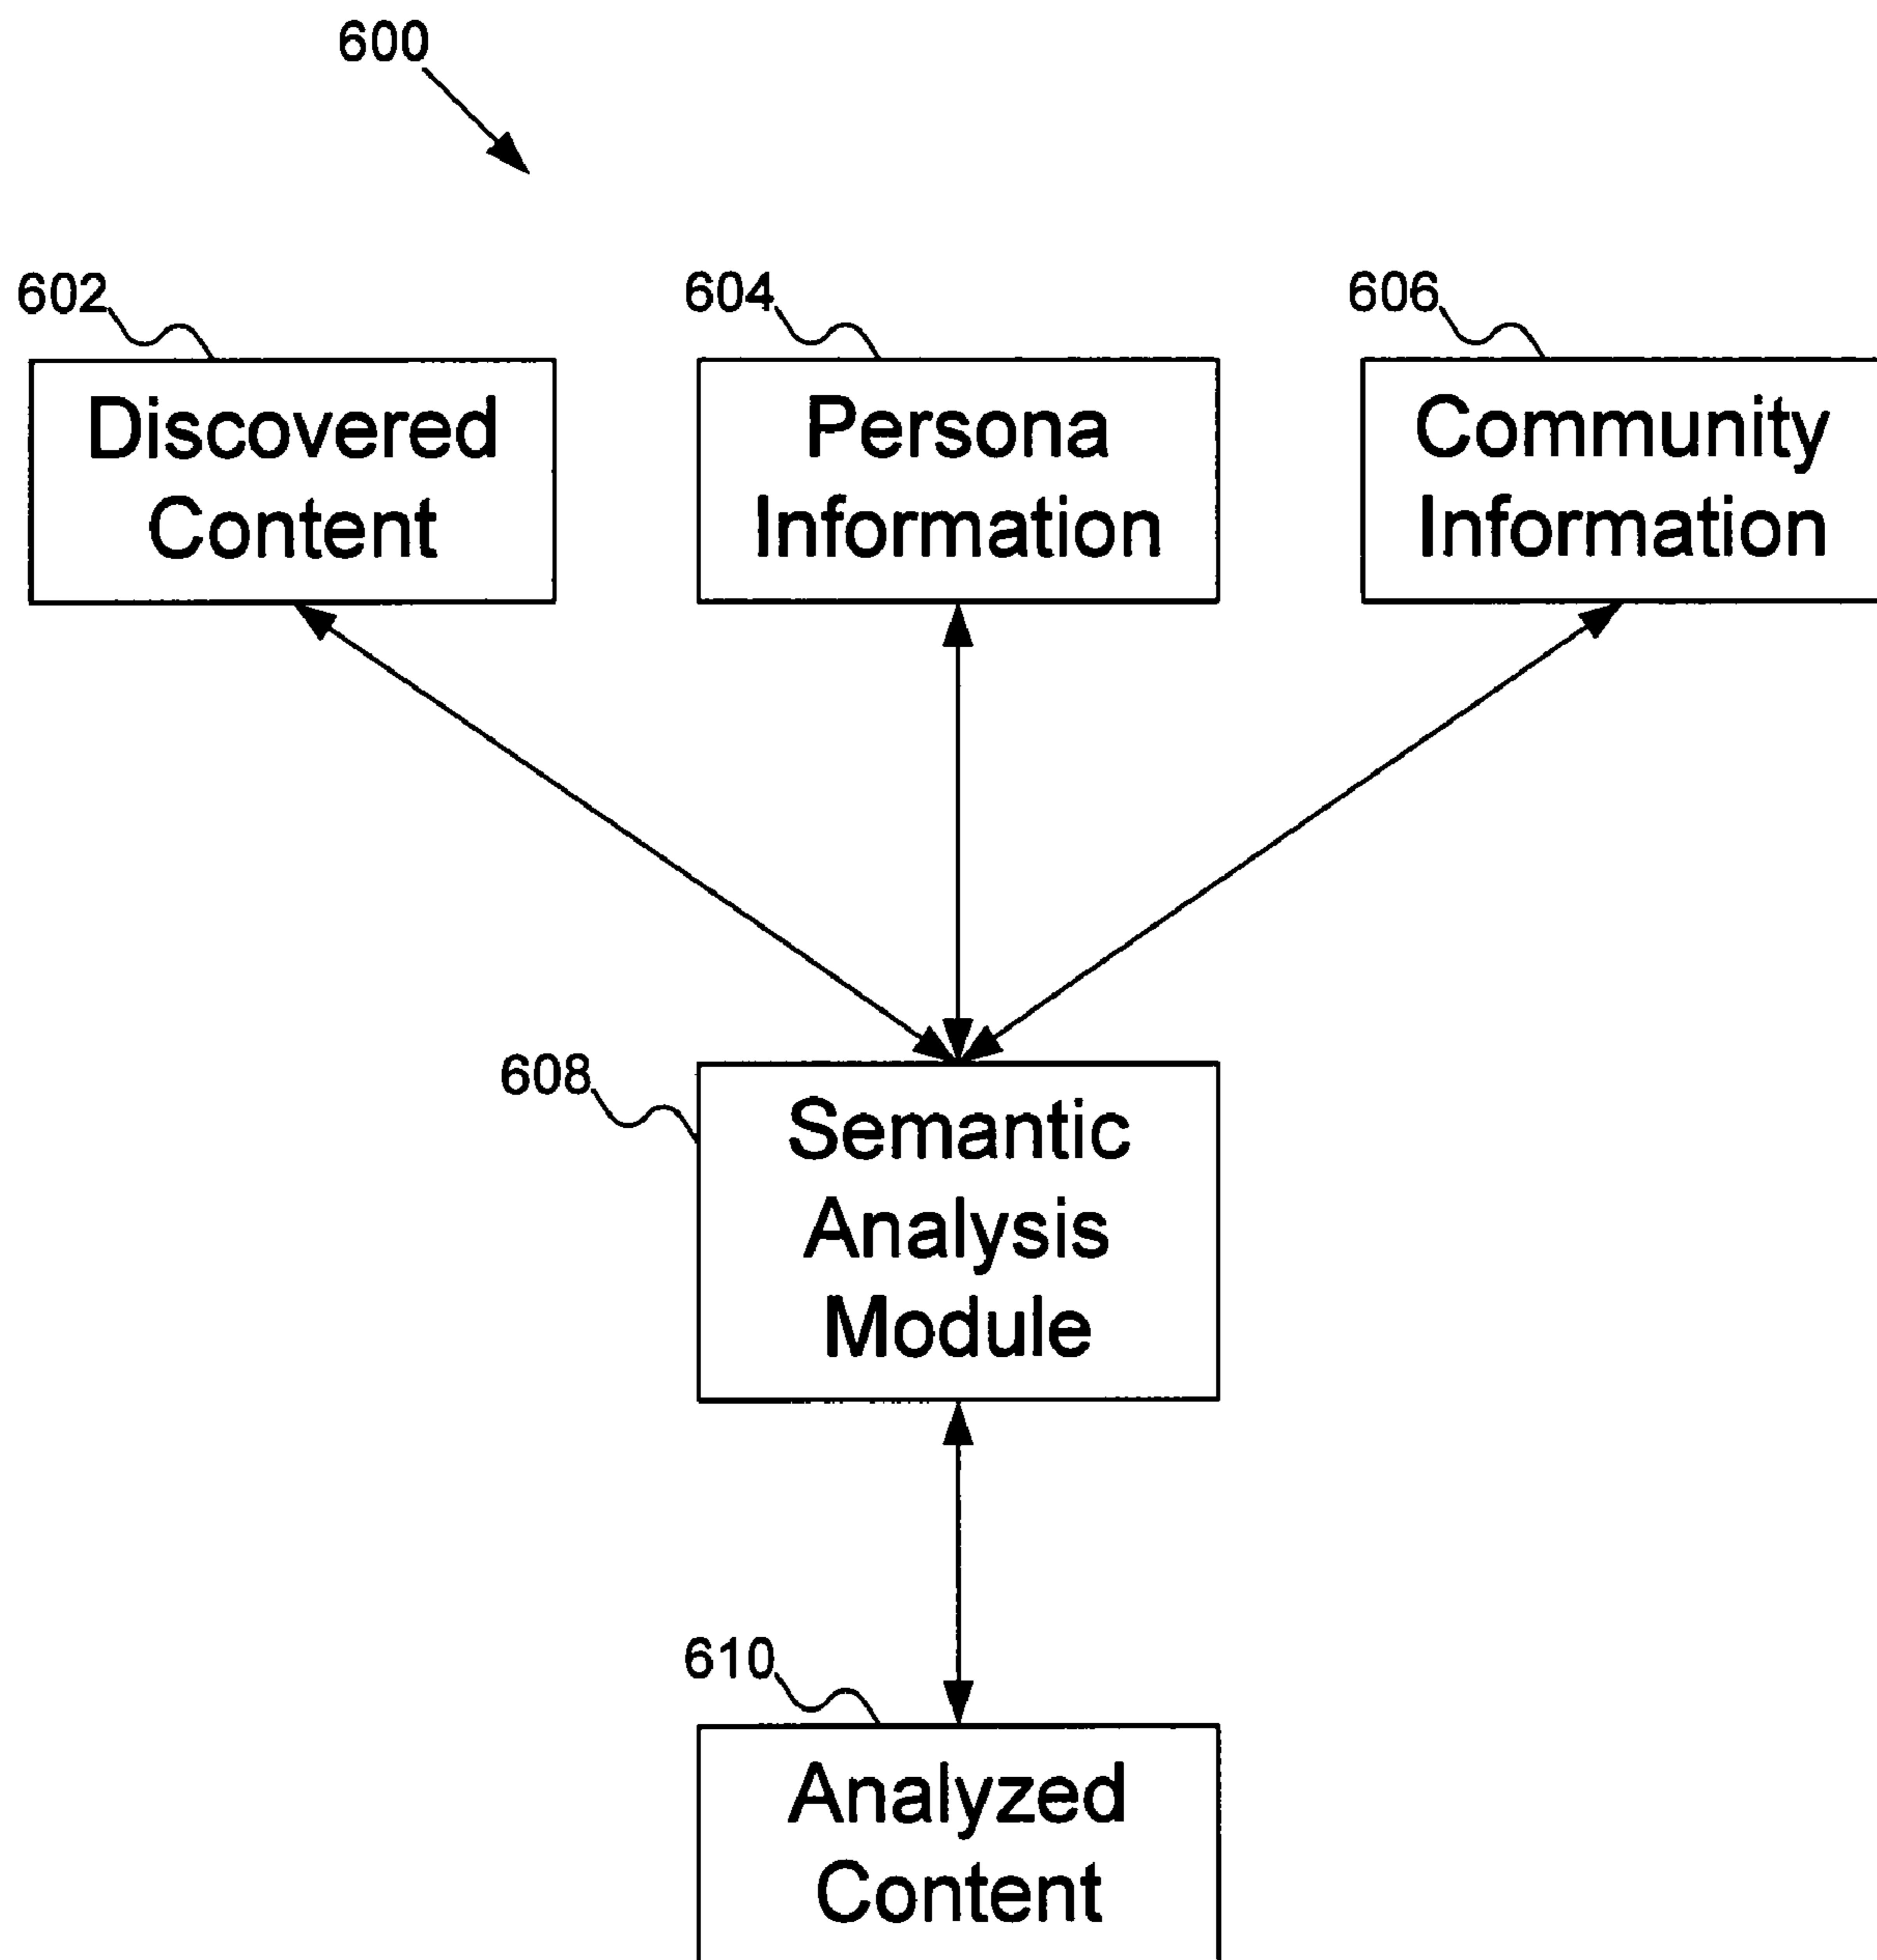 600
602
604
606
Discovered
Content
Persona
Information
Community
Information
608
Semantic
Analysis
Module
610
Analyzed
Content